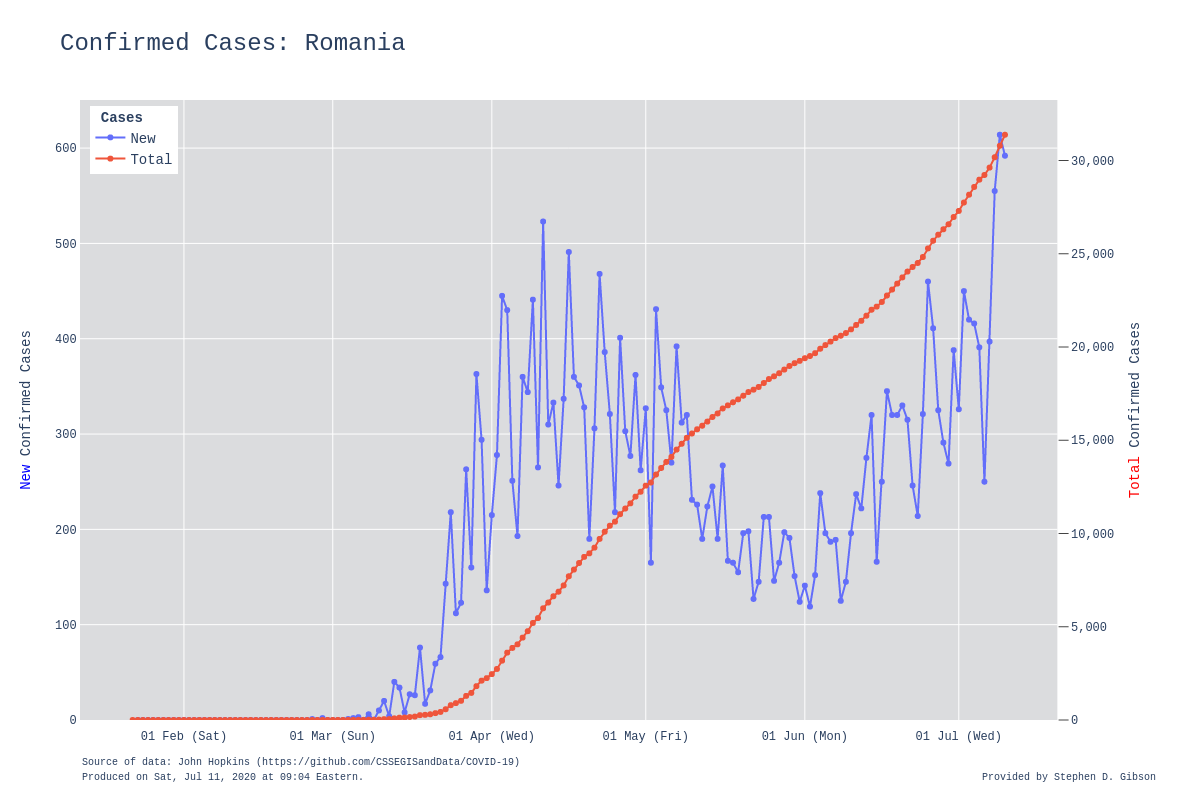 Confirmed Cases: Romania
Cases
New
Total
600
500
400
300
200
100
0
30,000
25,000
20,000
15,000
10,000
5,000
0
New Confirmed Cases
Total Confirmed Cases
01 Feb (Sat)
01 Mar (Sun)
01 Apr (Wed)
01 May (Fri)
01 Jun (Mon)
01 Jul (Wed)
Source of data: John Hopkins (https://github.com/CSSEGISandData/COVID-19)
Produced on Sat, Jul 11, 2020 at 09:04 Eastern.
Provided by Stephen D. Gibson